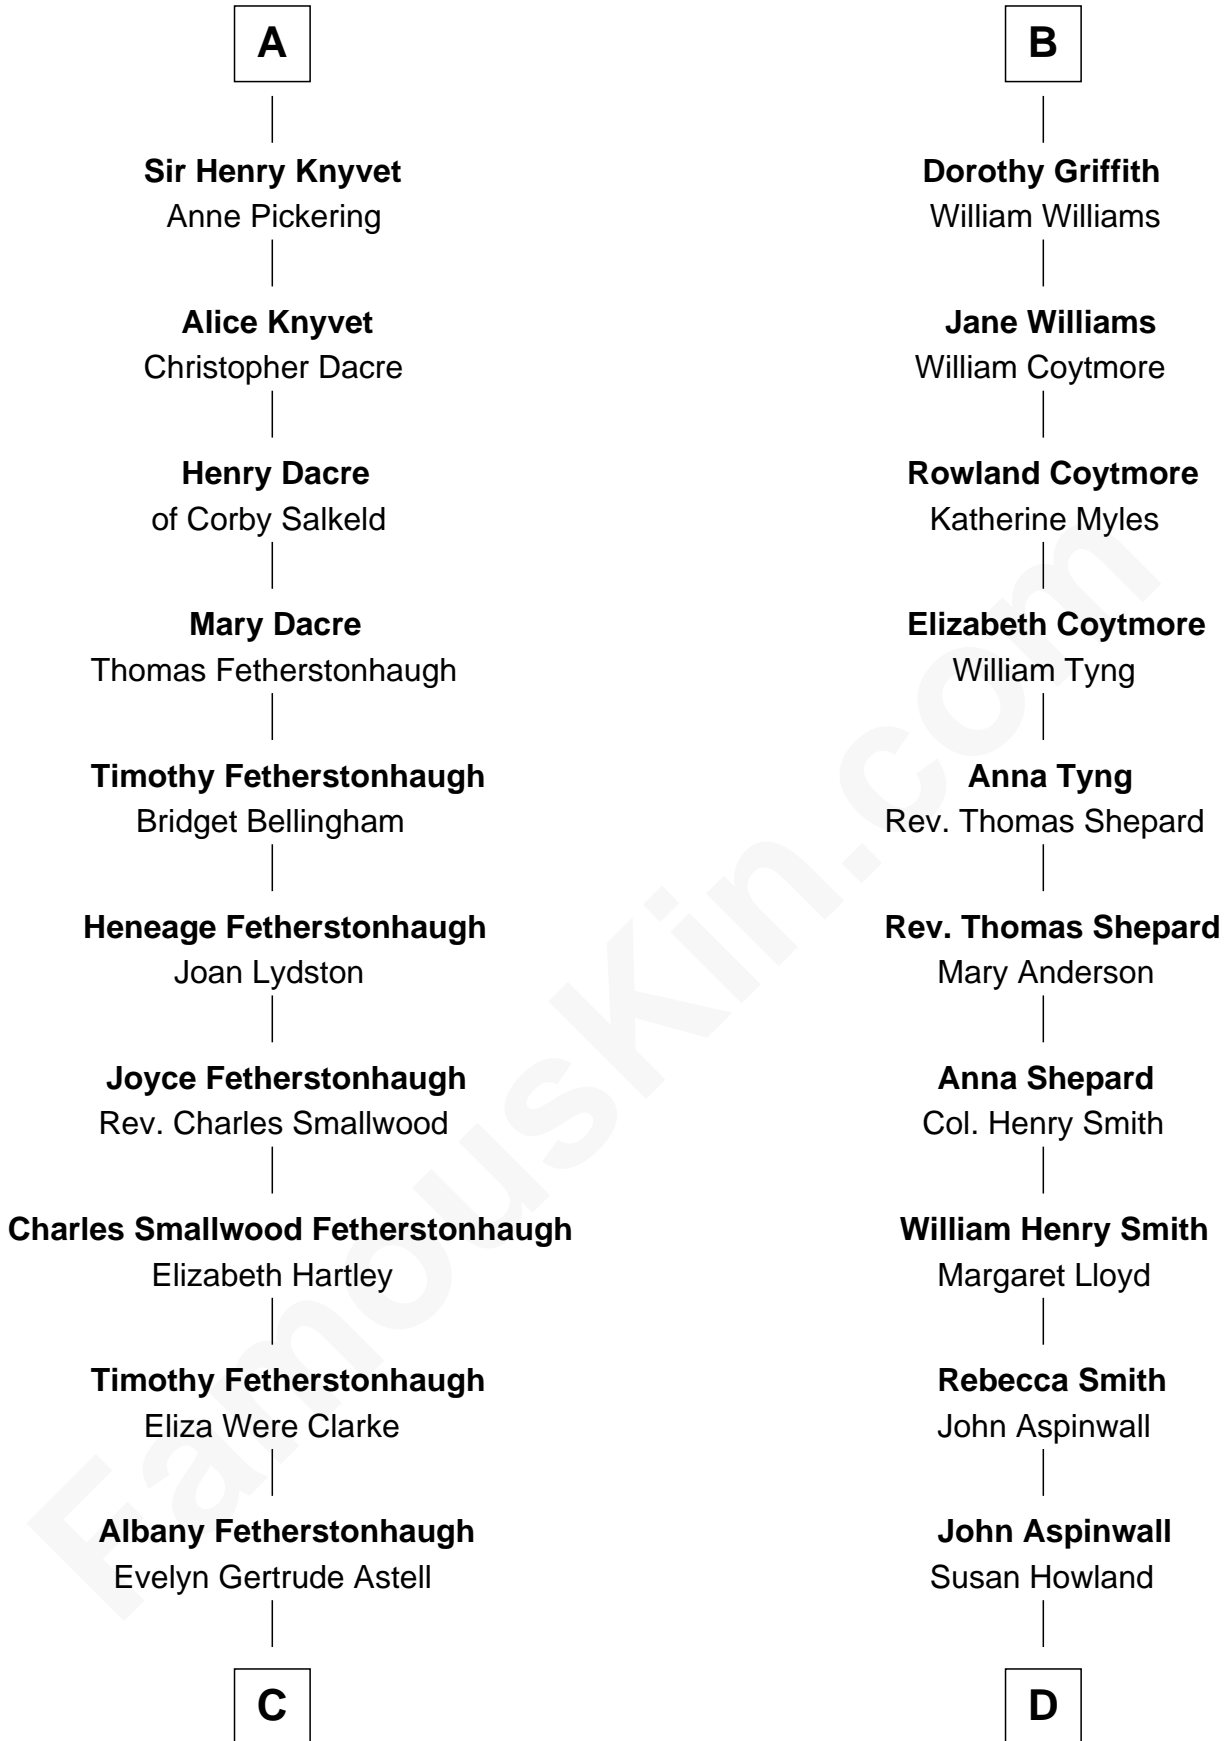 A
Sir Henry Knyvet
Anne Pickering
Alice Knyvet
Christopher Dacre
Henry Dacre
of Corby Salkeld
Mary Dacre
Thomas Fetherstonhaugh
Timothy Fetherstonhaugh
Bridget Bellingham
Heneage Fetherstonhaugh
Joan Lydston
Joyce Fetherstonhaugh
Rev. Charles Smallwood
Charles Smallwood Fetherstonhaugh
Elizabeth Hartley
Timothy Fetherstonhaugh
Eliza Were Clarke
Albany Fetherstonhaugh
Evelyn Gertrude Astell
C
B
Dorothy Griffith
William Williams
Jane Williams
William Coytmore
Rowland Coytmore
Katherine Myles
Elizabeth Coytmore
William Tyng
Anna Tyng
Rev. Thomas Shepard
Rev. Thomas Shepard
Mary Anderson
Anna Shepard
Col. Henry Smith
William Henry Smith
Margaret Lloyd
Rebecca Smith
John Aspinwall
John Aspinwall
Susan Howland
D
FamousKin.com